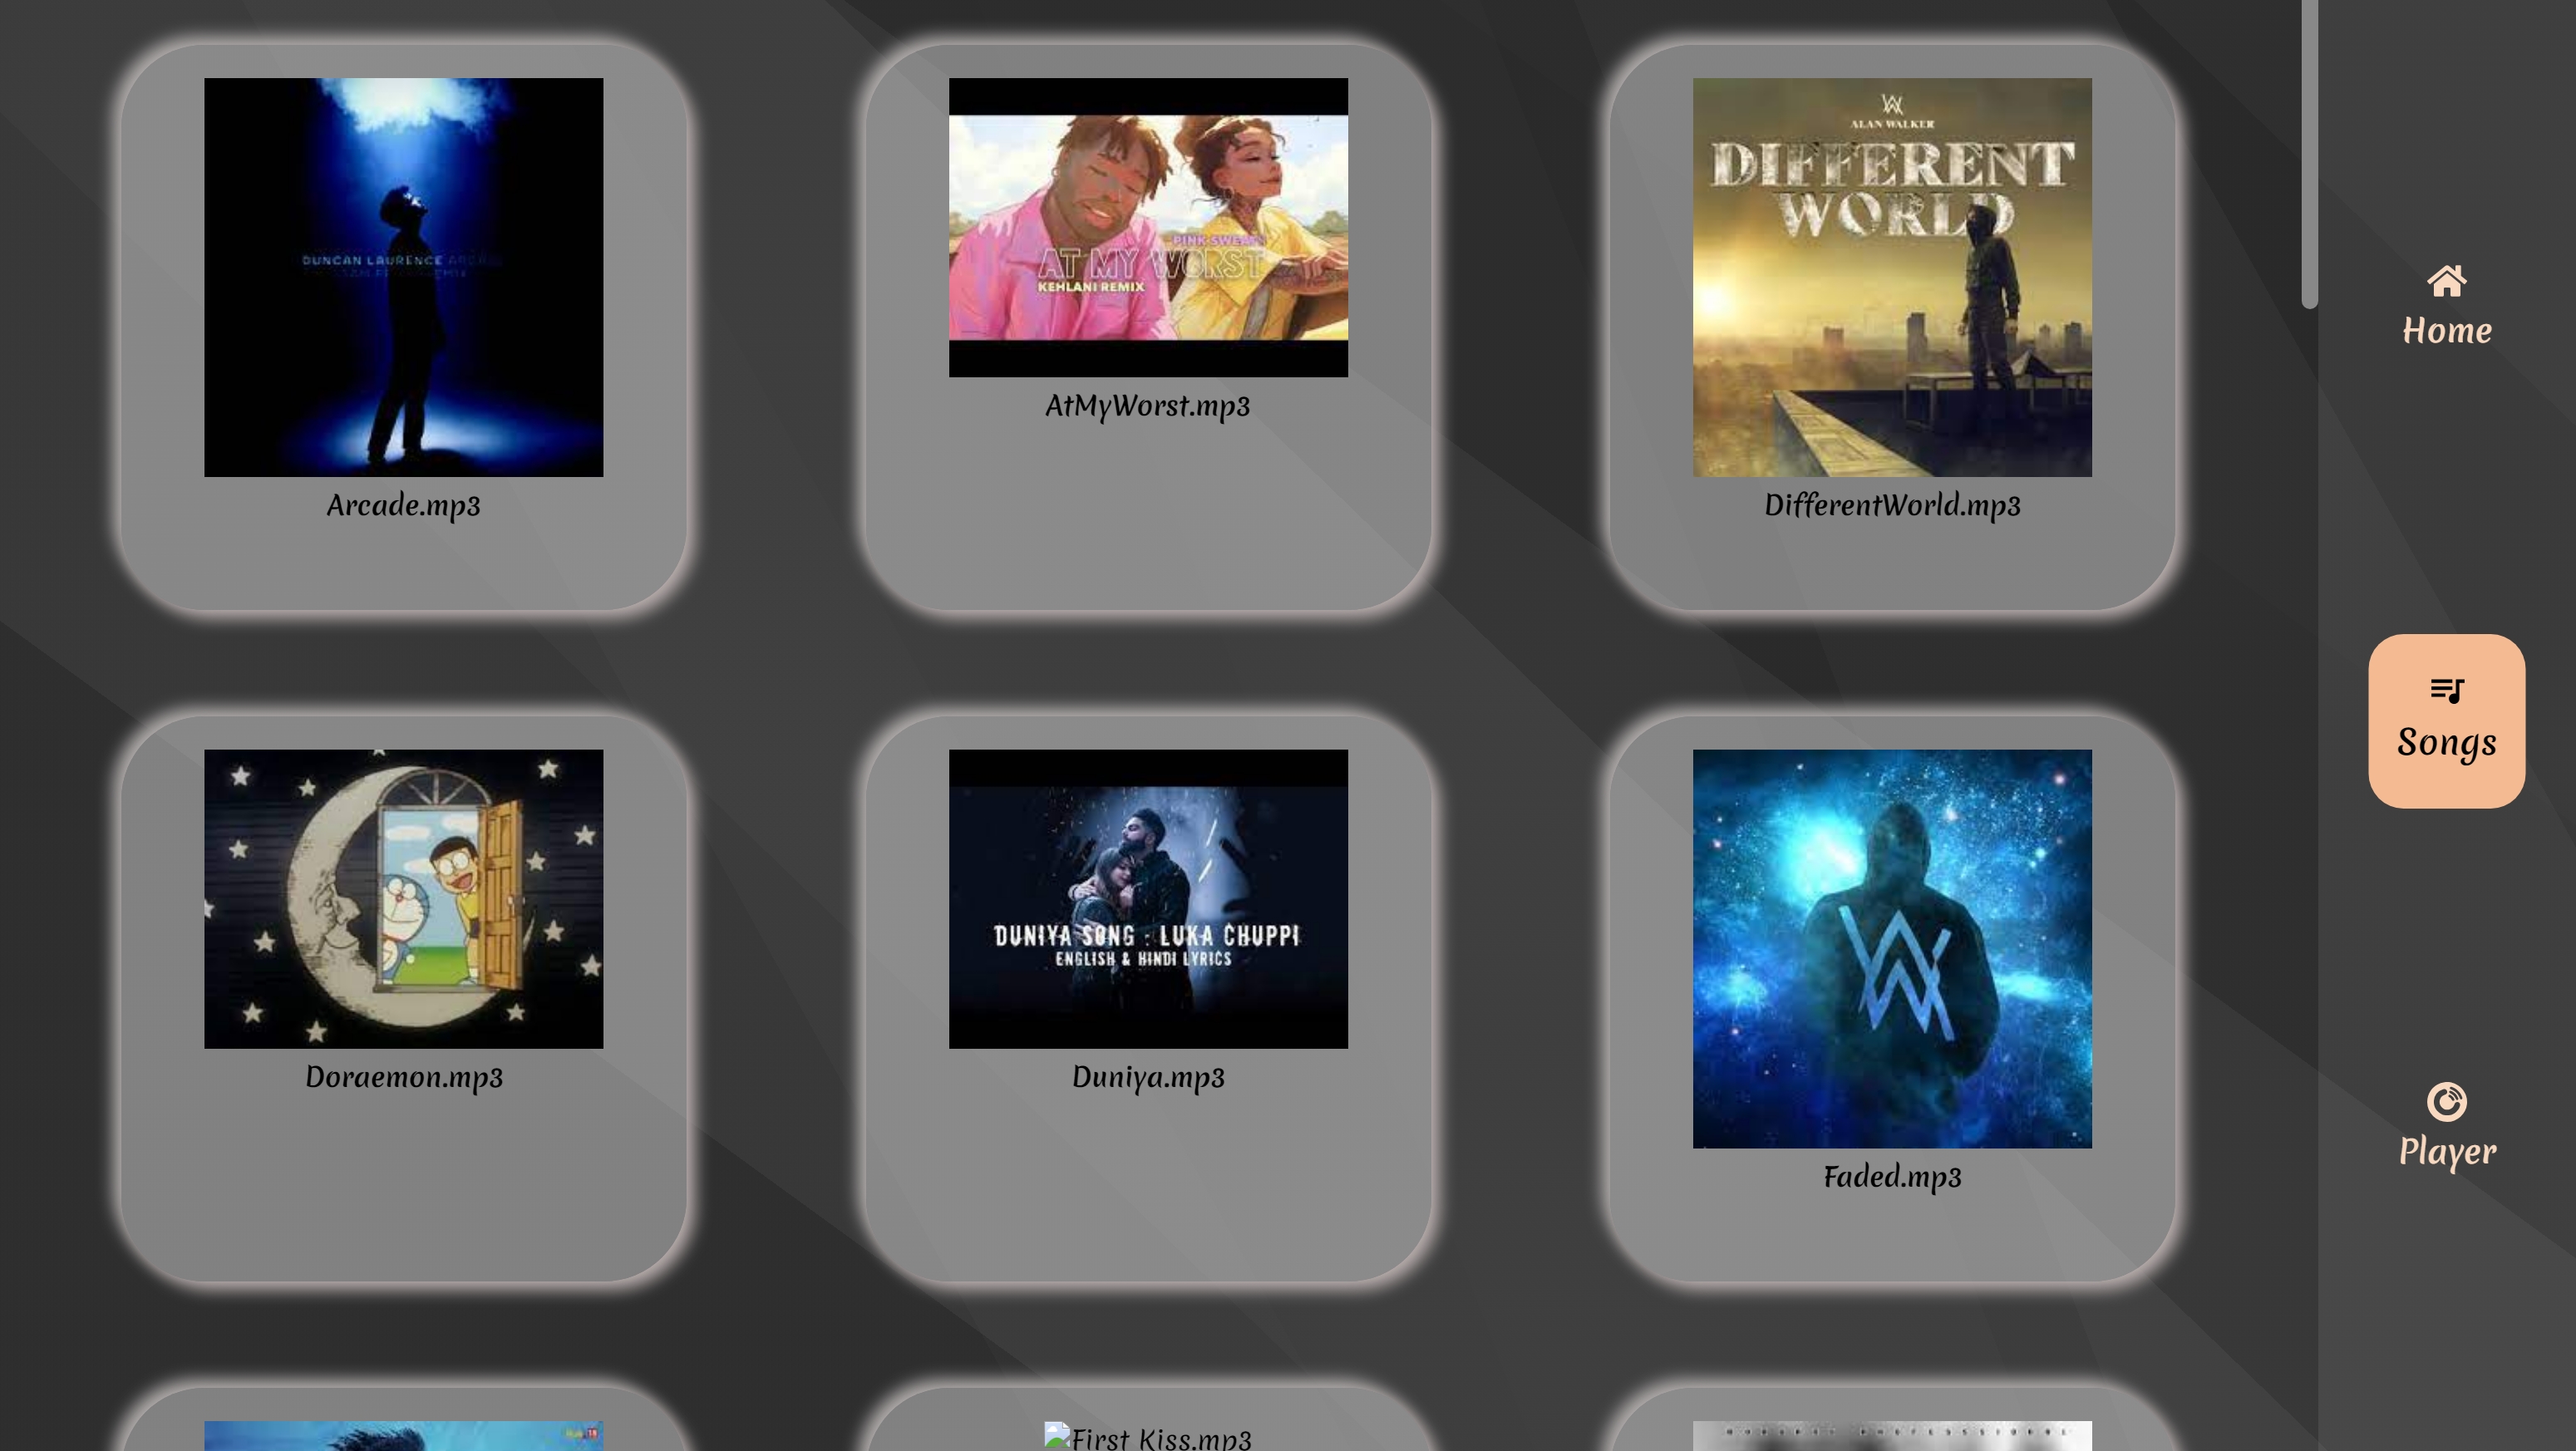 DUNCAN LAURENCE ARCADE
Arcade.mp3
PINK SWEAT$
AT MY WORST
KEHLANI REMIX
AtMyWorst.mp3
ALAN WALKER
DIFFERENT
WORLD
DifferentWorld.mp3
Home
Songs
Doraemon.mp3
DUNIYA SONG : LUKA CHUPPI
ENGLISH & HINDI LYRICS
Duniya.mp3
Faded.mp3
Player
First Kiss.mp3